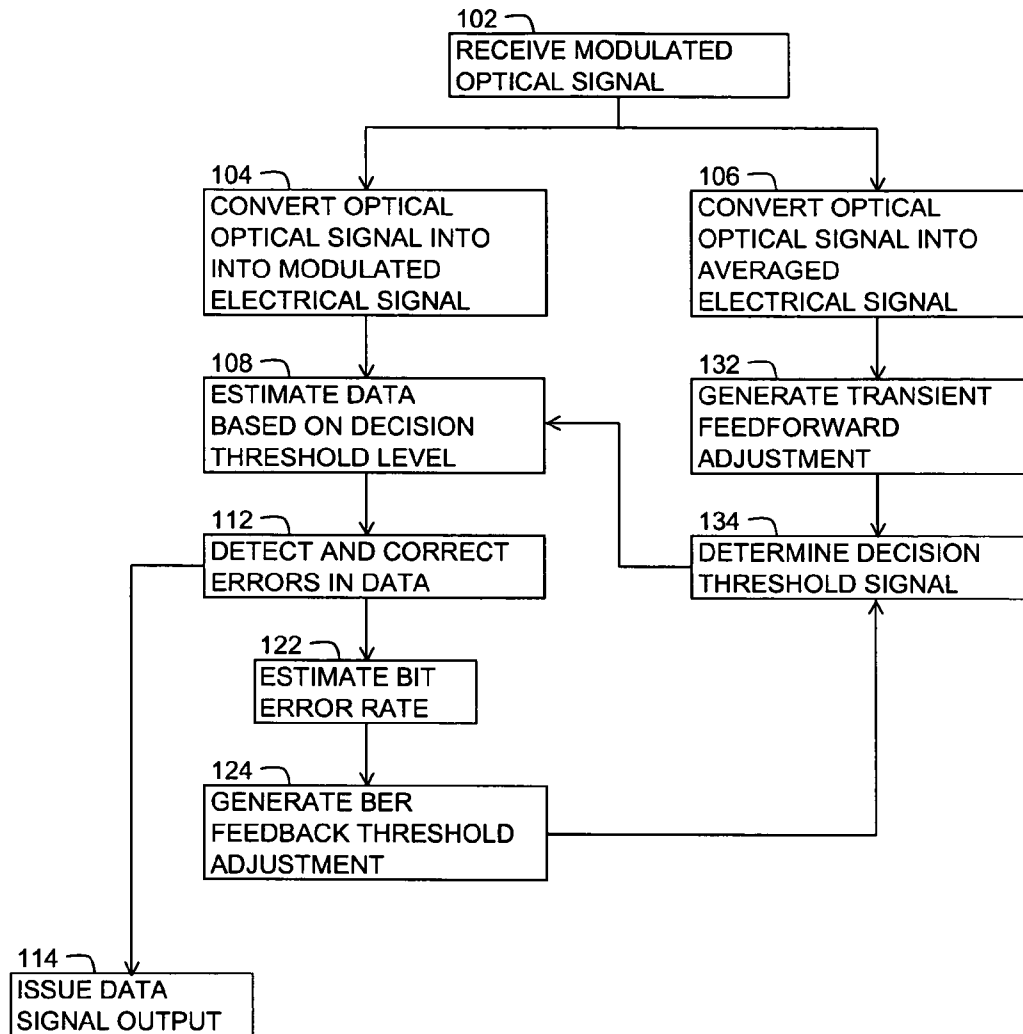 102
RECEIVE MODULATED
OPTICAL SIGNAL
104
CONVERT OPTICAL
OPTICAL SIGNAL INTO
INTO MODULATED
ELECTRICAL SIGNAL
106
CONVERT OPTICAL
OPTICAL SIGNAL INTO
AVERAGED
ELECTRICAL SIGNAL
108
ESTIMATE DATA
BASED ON DECISION
THRESHOLD LEVEL
132
GENERATE TRANSIENT
FEEDFORWARD
ADJUSTMENT
112
DETECT AND CORRECT
ERRORS IN DATA
134
DETERMINE DECISION
THRESHOLD SIGNAL
122
ESTIMATE BIT
ERROR RATE
124
GENERATE BER
FEEDBACK THRESHOLD
ADJUSTMENT
114
ISSUE DATA
SIGNAL OUTPUT